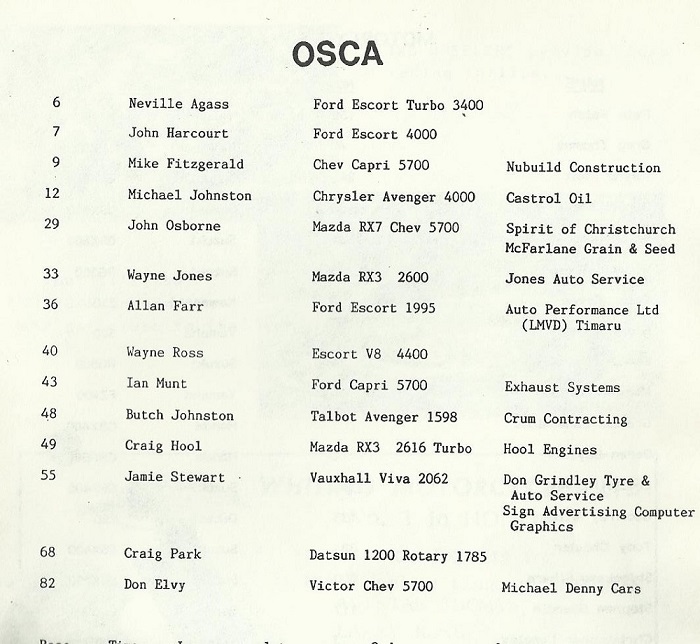 OSCA
6 Neville Agass Ford Escort Turbo 3400
7 John Harcourt Ford Escort 4000
9 Mike Fitzgerald Chev Capri 5700 Nubuild Construction
12 Michael Johnston Chrysler Avenger 4000 Castrol Oil
29 John Osborne Mazda RX7 Chev 5700 Spirit of Christchurch
McFarlane Grain & Seed
33 Wayne Jones Mazda RX3 2600 Jones Auto Service
36 Allan Farr Ford Escort 1995 Auto Performance Ltd
(LMVD) Timaru
40 Wayne Ross Escort V8 4400
43 Ian Munt Ford Capri 5700 Exhaust Systems
48 Butch Johnston Talbot Avenger 1598 Crum Contracting
49 Craig Hool Mazda RX3 2616 Turbo Hool Engines
55 Jamie Stewart Vauxhall Viva 2062 Don Grindley Tyre &
Auto Service
Sign Advertising Computer
Graphics
68 Craig Park Datsun 1200 Rotary 1785
82 Don Elvy Victor Chev 5700 Michael Denny Cars